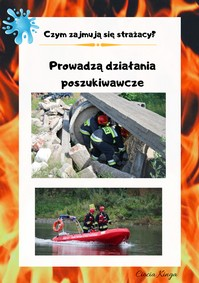 Czym zajmują się strażacy?
Prowadzą działania
poszukiwawcze
Ciocia Kinga